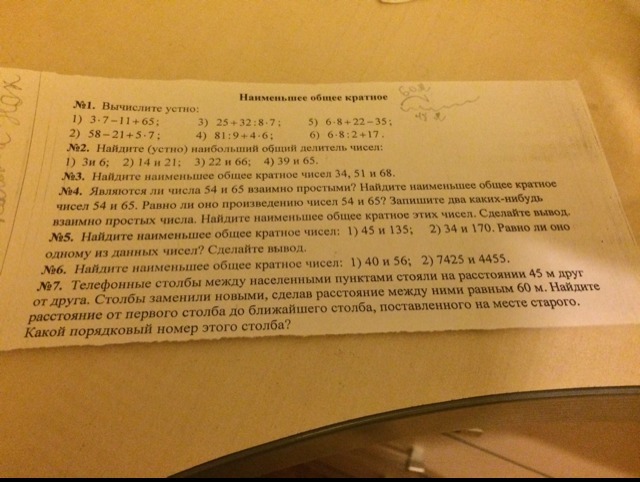 Наименьшее общее кратное
№1. Вычислите устно:
1) 3·7−11+65; 3) 25+32:8·7; 5) 6·8+22−35;
2) 58−21+5·7; 4) 81:9+4·6; 6) 6·8:2+17.
№2. Найдите (устно) наибольший общий делитель чисел:
1) 3и 6; 2) 14 и 21; 3) 22 и 66; 4) 39 и 65.
№3. Найдите наименьшее общее кратное чисел 34, 51 и 68.
№4. Являются ли числа 54 и 65 взаимно простыми? Найдите наименьшее общее кратное
чисел 54 и 65. Равно ли оно произведению чисел 54 и 65? Запишите два каких-нибудь
взаимно простых числа. Найдите наименьшее общее кратное этих чисел. Сделайте вывод.
№5. Найдите наименьшее общее кратное чисел: 1) 45 и 135; 2) 34 и 170. Равно ли оно
одному из данных чисел? Сделайте вывод.
№6. Найдите наименьшее общее кратное чисел: 1) 40 и 56; 2) 7425 и 4455.
№7. Телефонные столбы между населенными пунктами стояли на расстоянии 45 м друг
от друга. Столбы заменили новыми, сделав расстояние между ними равным 60 м. Найдите
расстояние от первого столба до ближайшего столба, поставленного на месте старого.
Какой порядковый номер этого столба?